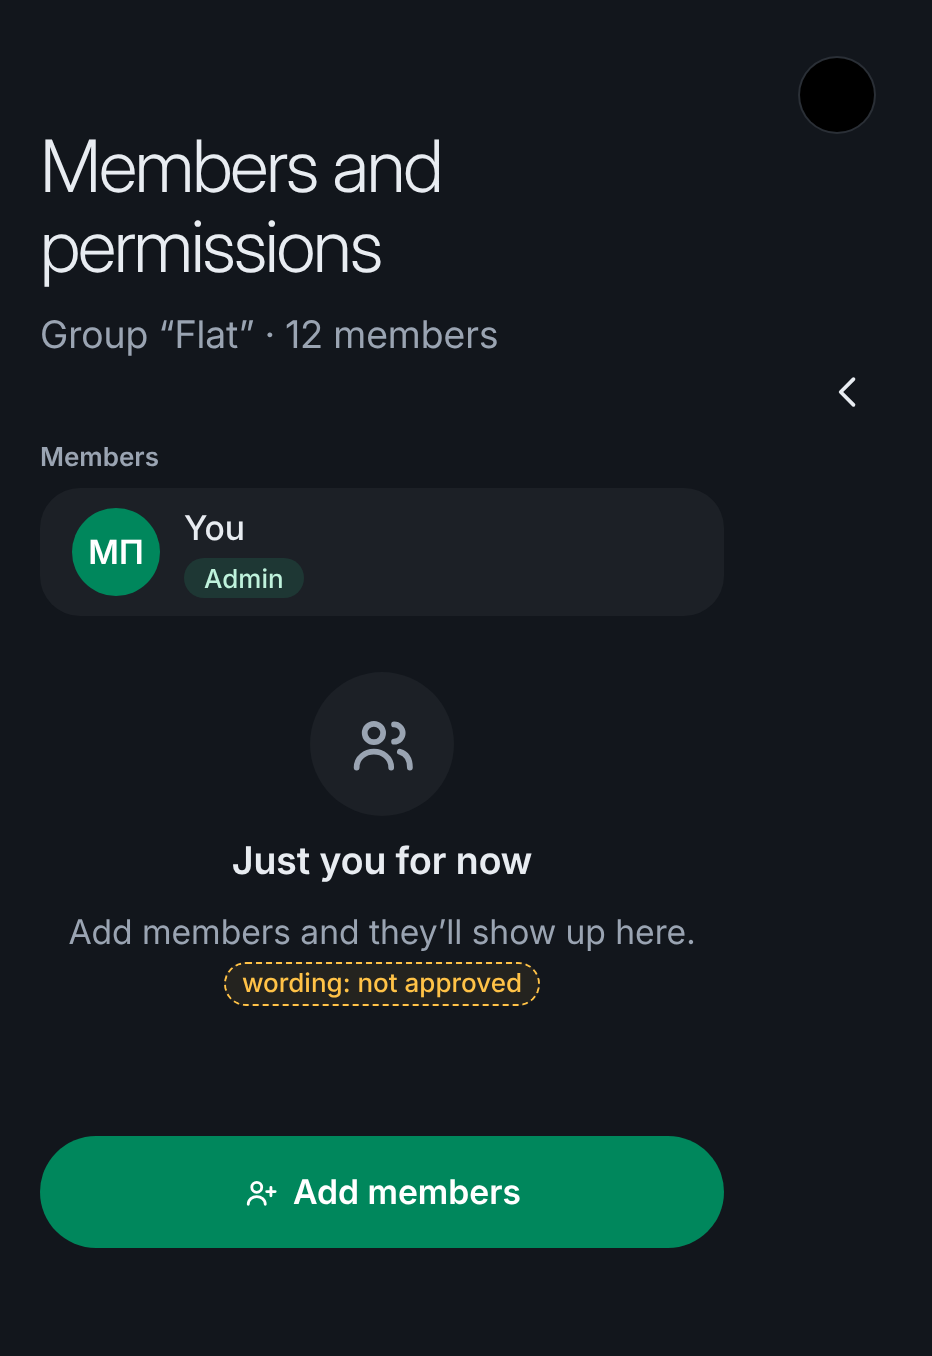 Members and
permissions
Group “Flat” · 12 members
Members
МП
You
Admin
Just you for now
Add members and they’ll show up here.
wording: not approved
Add members